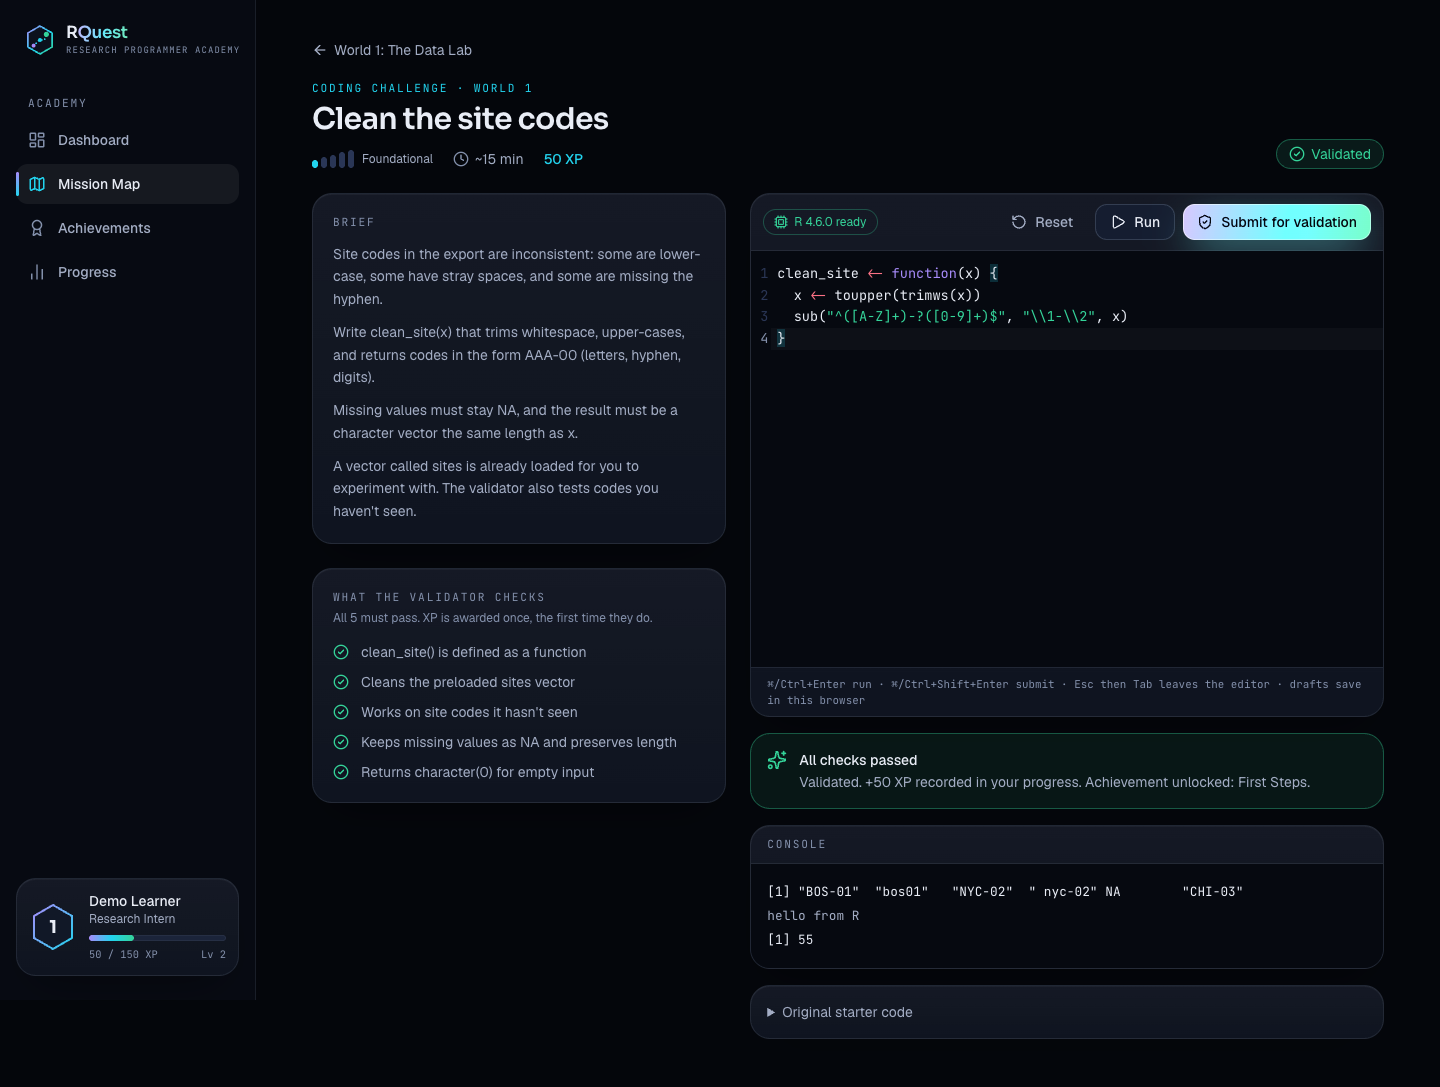 RQuest
RESEARCH PROGRAMMER ACADEMY
ACADEMY
Dashboard
Mission Map
Achievements
Progress
1
Demo Learner
Research Intern
50 / 150 XP
Lv 2
World 1: The Data Lab
CODING CHALLENGE · WORLD 1
Clean the site codes
Foundational
~15 min
50 XP
Validated
BRIEF
Site codes in the export are inconsistent: some are lower-
case, some have stray spaces, and some are missing the
hyphen.
Write clean_site(x) that trims whitespace, upper-cases,
and returns codes in the form AAA-00 (letters, hyphen,
digits).
Missing values must stay NA, and the result must be a
character vector the same length as x.
A vector called sites is already loaded for you to
experiment with. The validator also tests codes you
haven't seen.
WHAT THE VALIDATOR CHECKS
All 5 must pass. XP is awarded once, the first time they do.
clean_site() is defined as a function
Cleans the preloaded sites vector
Works on site codes it hasn't seen
Keeps missing values as NA and preserves length
Returns character(0) for empty input
R 4.6.0 ready
Reset
Run
Submit for validation
1 clean_site <- function(x) {
2   x <- toupper(trimws(x))
3   sub("^([A-Z]+)-?([0-9]+)$", "\\1-\\2", x)
4 }
⌘/Ctrl+Enter run · ⌘/Ctrl+Shift+Enter submit · Esc then Tab leaves the editor · drafts save
in this browser
All checks passed
Validated. +50 XP recorded in your progress. Achievement unlocked: First Steps.
CONSOLE
[1] "BOS-01"  "bos01"   "NYC-02"  " nyc-02" NA        "CHI-03"
hello from R
[1] 55
Original starter code